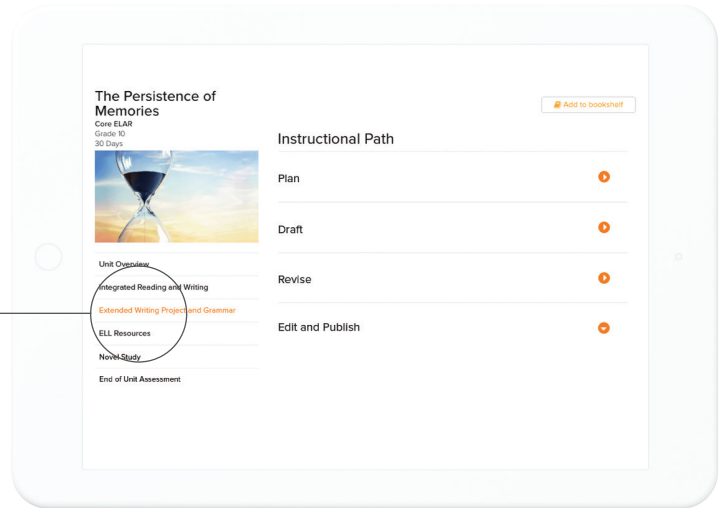 The Persistence of
Memories
Core ELAR
Grade 10
30 Days
Unit Overview
Integrated Reading and Writing
Extended Writing Project and Grammar
ELL Resources
Novel Study
End of Unit Assessment
Add to bookshelf
Instructional Path
Plan
Draft
Revise
Edit and Publish